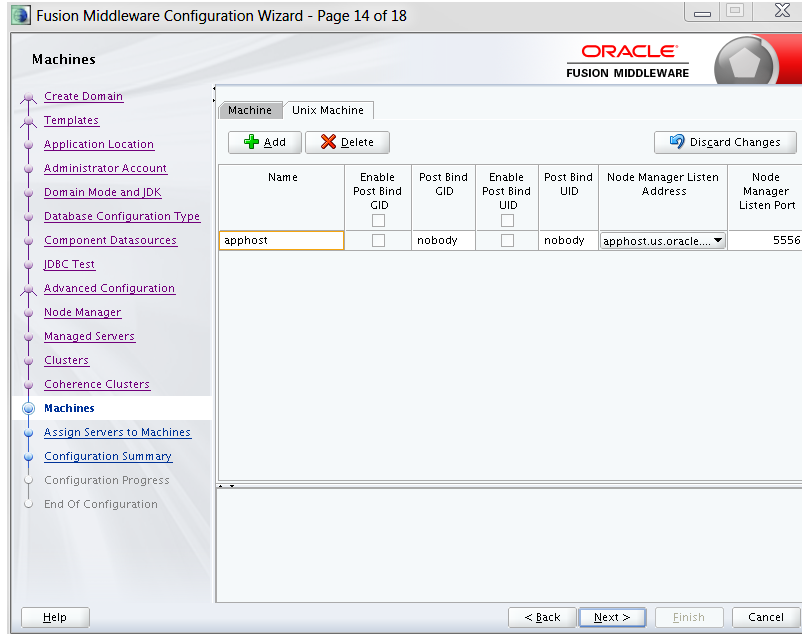 Fusion Middleware Configuration Wizard - Page 14 of 18
Machines
ORACLE
FUSION MIDDLEWARE
Create Domain
Templates
Application Location
Administrator Account
Domain Mode and JDK
Database Configuration Type
Component Datasources
JDBC Test
Advanced Configuration
Node Manager
Managed Servers
Clusters
Coherence Clusters
Machines
Assign Servers to Machines
Configuration Summary
Configuration Progress
End Of Configuration
Machine Unix Machine
Add Delete Discard Changes
Name Enable Post Bind Enable Post Bind Node Manager Listen Node
Post Bind GID Post Bind UID Address Manager
GID UID Listen Port
apphost nobody nobody apphost.us.oracle.... 5556
Help < Back Next > Finish Cancel